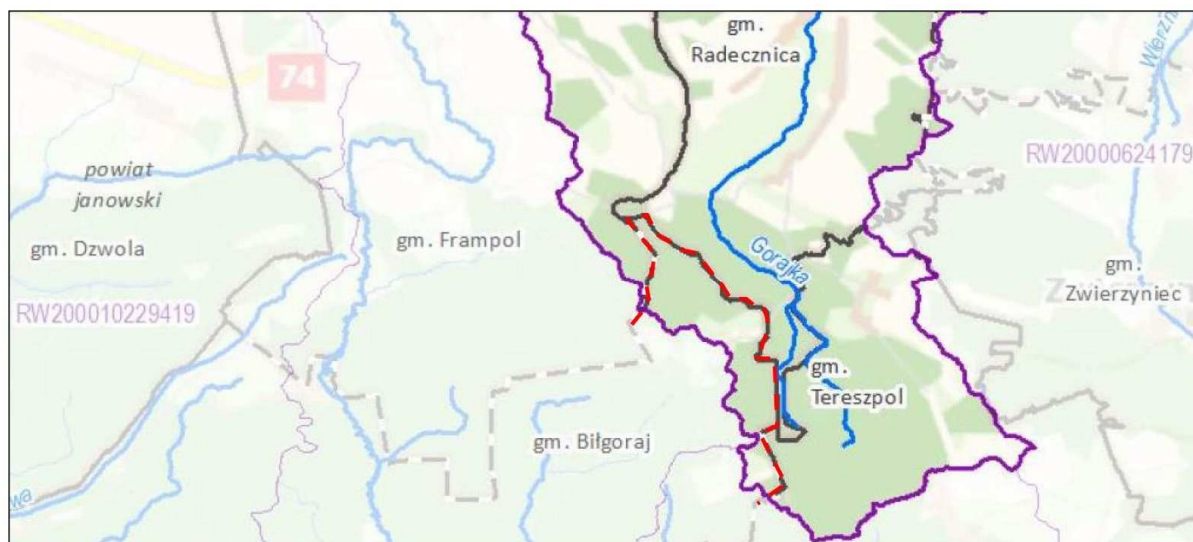 gm.
Radecznica
74
RW20000624179
powiat
janowski
gm. Dzwola
gm. Frampol
Gorajka
gm.
Zwierzyniec
RW200010229419
gm.
Tereszpol
gm. Biłgoraj